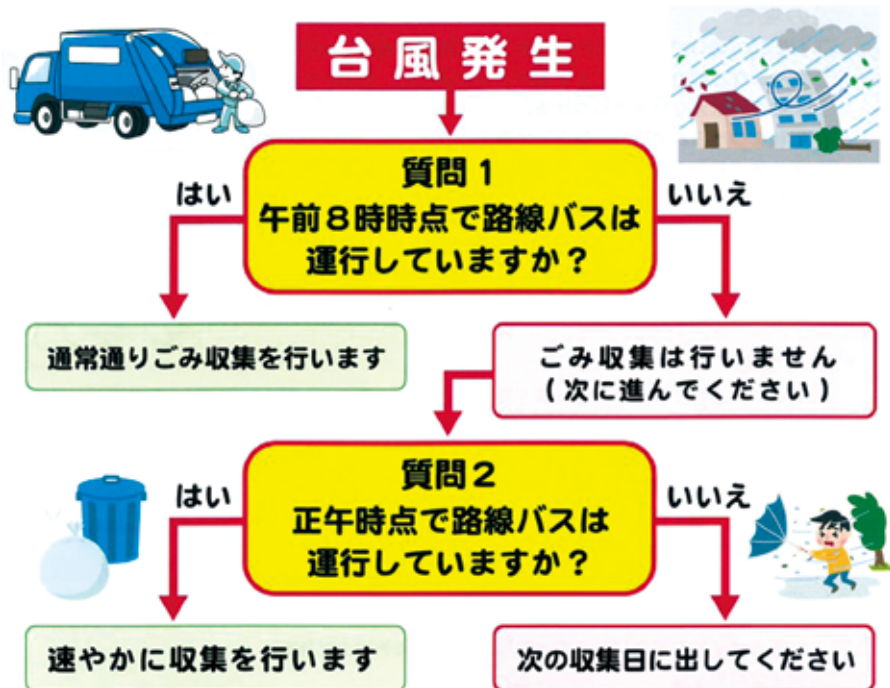 台風発生
質問1
午前8時時点で路線バスは
運行していますか？
はい
いいえ
通常通りごみ収集を行います
ごみ収集は行いません
（次に進んでください）
質問2
正午時点で路線バスは
運行していますか？
はい
いいえ
速やかに収集を行います
次の収集日に出してください